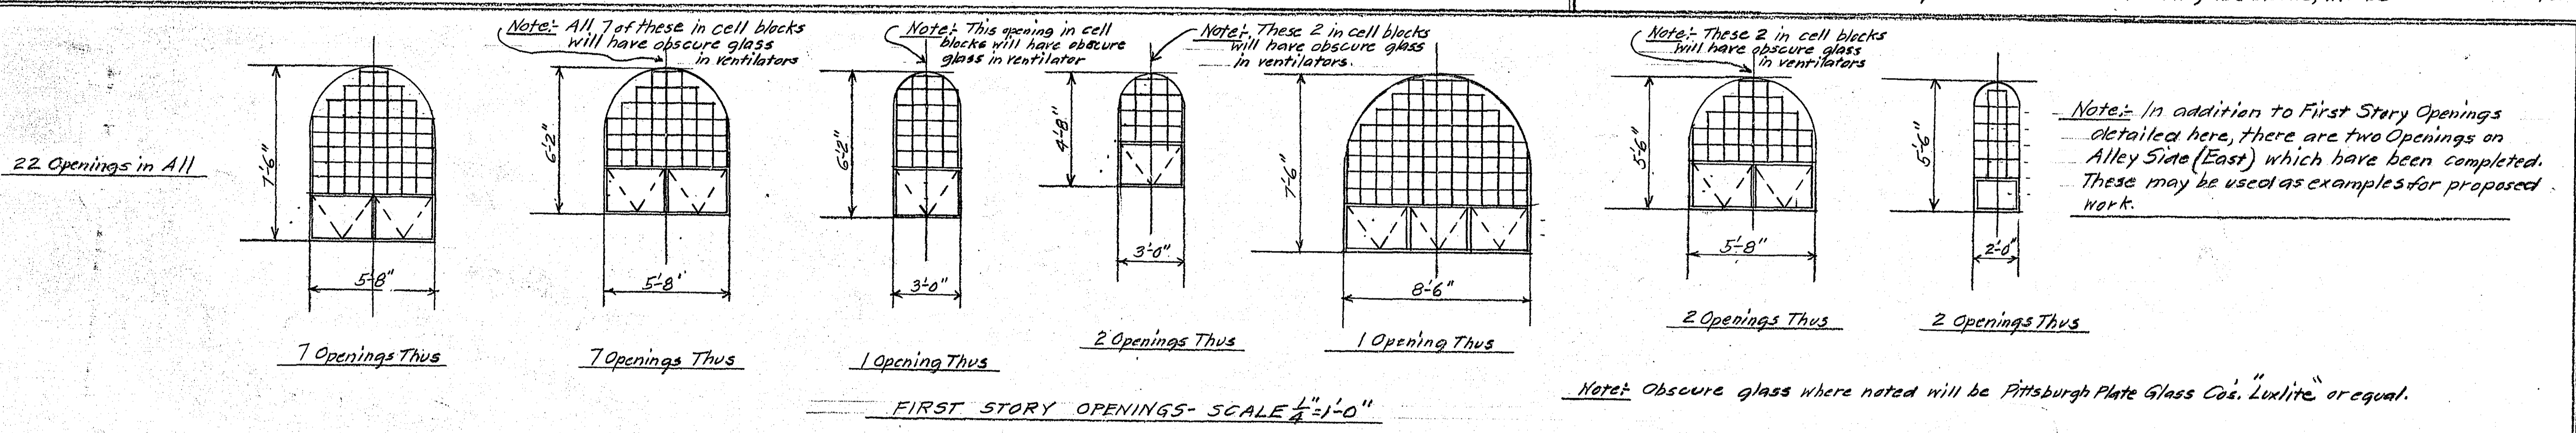 Note:- All 7 of these in cell blocks
will have obscure glass
in ventilators
Note:- This opening in cell
blocks will have obscure
glass in ventilator
Note:- These 2 in cell blocks
will have obscure glass
in ventilators.
Note:- These 2 in cell blocks
will have obscure glass
in ventilators
22 Openings in All
7'-6"
5'-8"
7 Openings Thus
6'-2"
5'-8"
7 Openings Thus
6'-2"
3'-0"
1 Opening Thus
4'-8"
3'-0"
2 Openings Thus
7'-6"
8'-6"
1 Opening Thus
5'-6"
5'-8"
2 Openings Thus
5'-6"
2'-0"
2 Openings Thus
Note:- In addition to First Story Openings
detailed here, there are two Openings on
Alley Side (East) which have been completed.
These may be used as examples for proposed
work.
Note:- Obscure glass where noted will be Pittsburgh Plate Glass Co's. "Luxlite" or equal.
FIRST STORY OPENINGS - SCALE 1/4"=1'-0"